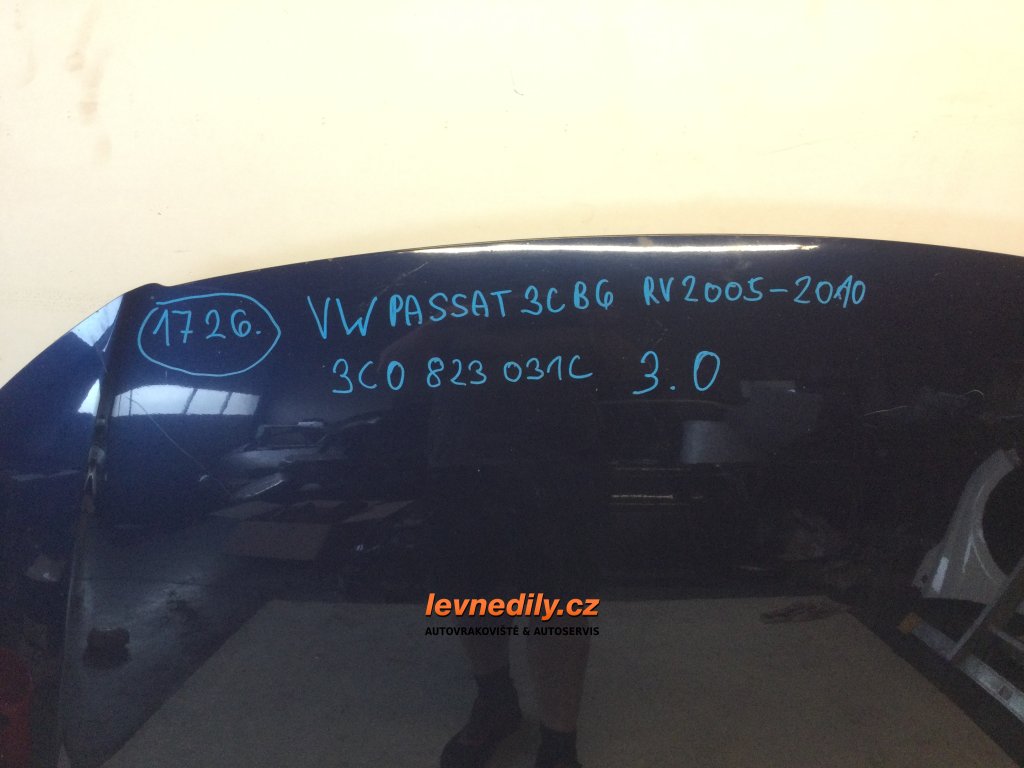 1726. VW PASSAT 3C B6 RV 2005-2010
3C0 823 031C 3.0
levnedily.cz
AUTOVRAKOVIŠTĚ & AUTOSERVIS